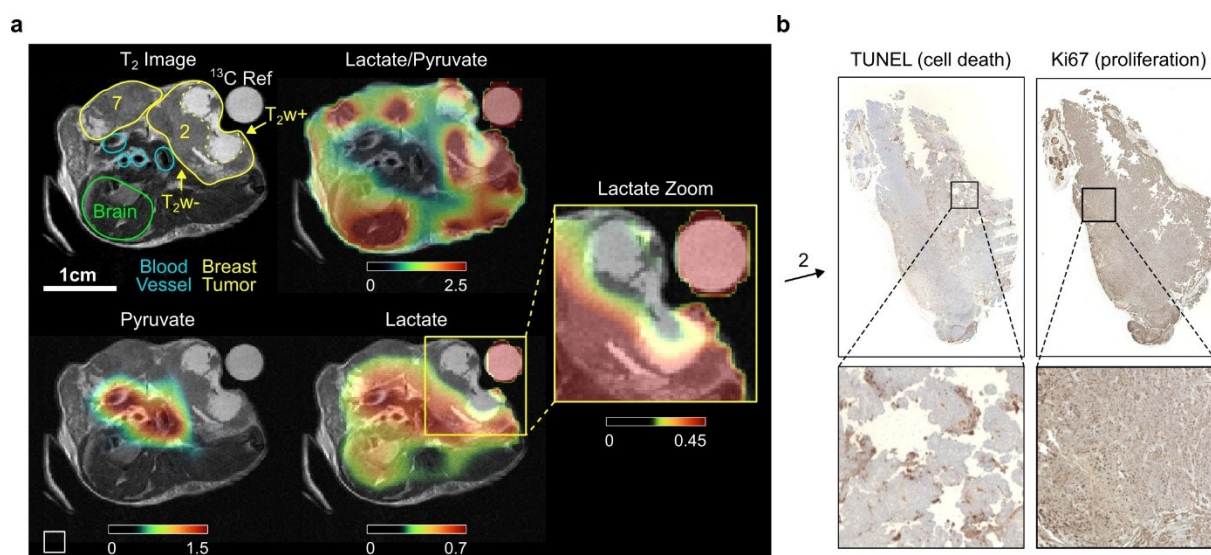 a
b
T₂ Image
Lactate/Pyruvate
¹³C Ref
7
2
T₂w+
T₂w-
Brain
1cm
Blood Vessel
Breast Tumor
0 2.5
Pyruvate
Lactate
Lactate Zoom
0 0.45
0 1.5
0 0.7
TUNEL (cell death)
Ki67 (proliferation)
2